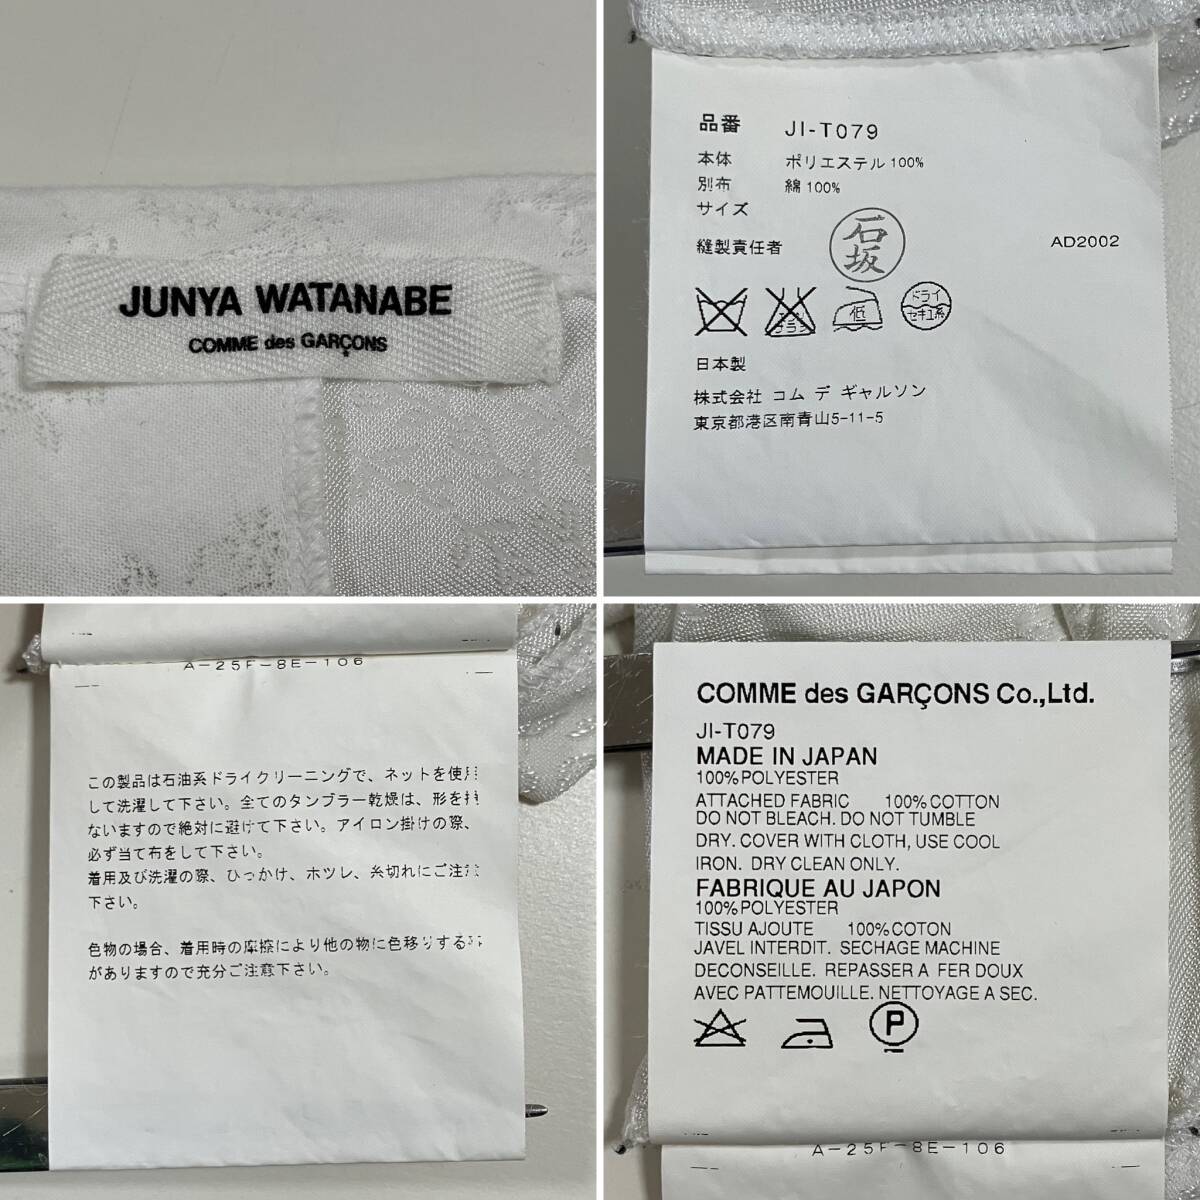 JUNYA WATANABE
COMME des GARÇONS
品番 JI-T079
本体 ポリエステル 100%
別布 綿 100%
サイズ
縫製責任者 石坂 AD2002
低 ドライ セキユ系
日本製
株式会社 コム デ ギャルソン
東京都港区南青山5-11-5
A-25F-8E-106
この製品は石油系ドライクリーニングで、ネットを使用
して洗濯して下さい。全てのタンブラー乾燥は、形を持
ないますので絶対に避けて下さい。アイロン掛けの際、
必ず当て布をして下さい。
着用及び洗濯の際、ひっかけ、ホツレ、糸切れにご注意
下さい。
色物の場合、着用時の摩擦により他の物に色移りする
がありますので充分ご注意下さい。
COMME des GARÇONS Co.,Ltd.
JI-T079
MADE IN JAPAN
100% POLYESTER
ATTACHED FABRIC 100% COTTON
DO NOT BLEACH. DO NOT TUMBLE
DRY. COVER WITH CLOTH, USE COOL
IRON. DRY CLEAN ONLY.
FABRIQUE AU JAPON
100% POLYESTER
TISSU AJOUTE 100% COTON
JAVEL INTERDIT. SECHAGE MACHINE
DECONSEILLE. REPASSER A FER DOUX
AVEC PATTEMOUILLE. NETTOYAGE A SEC.
P
A-25F-8E-106